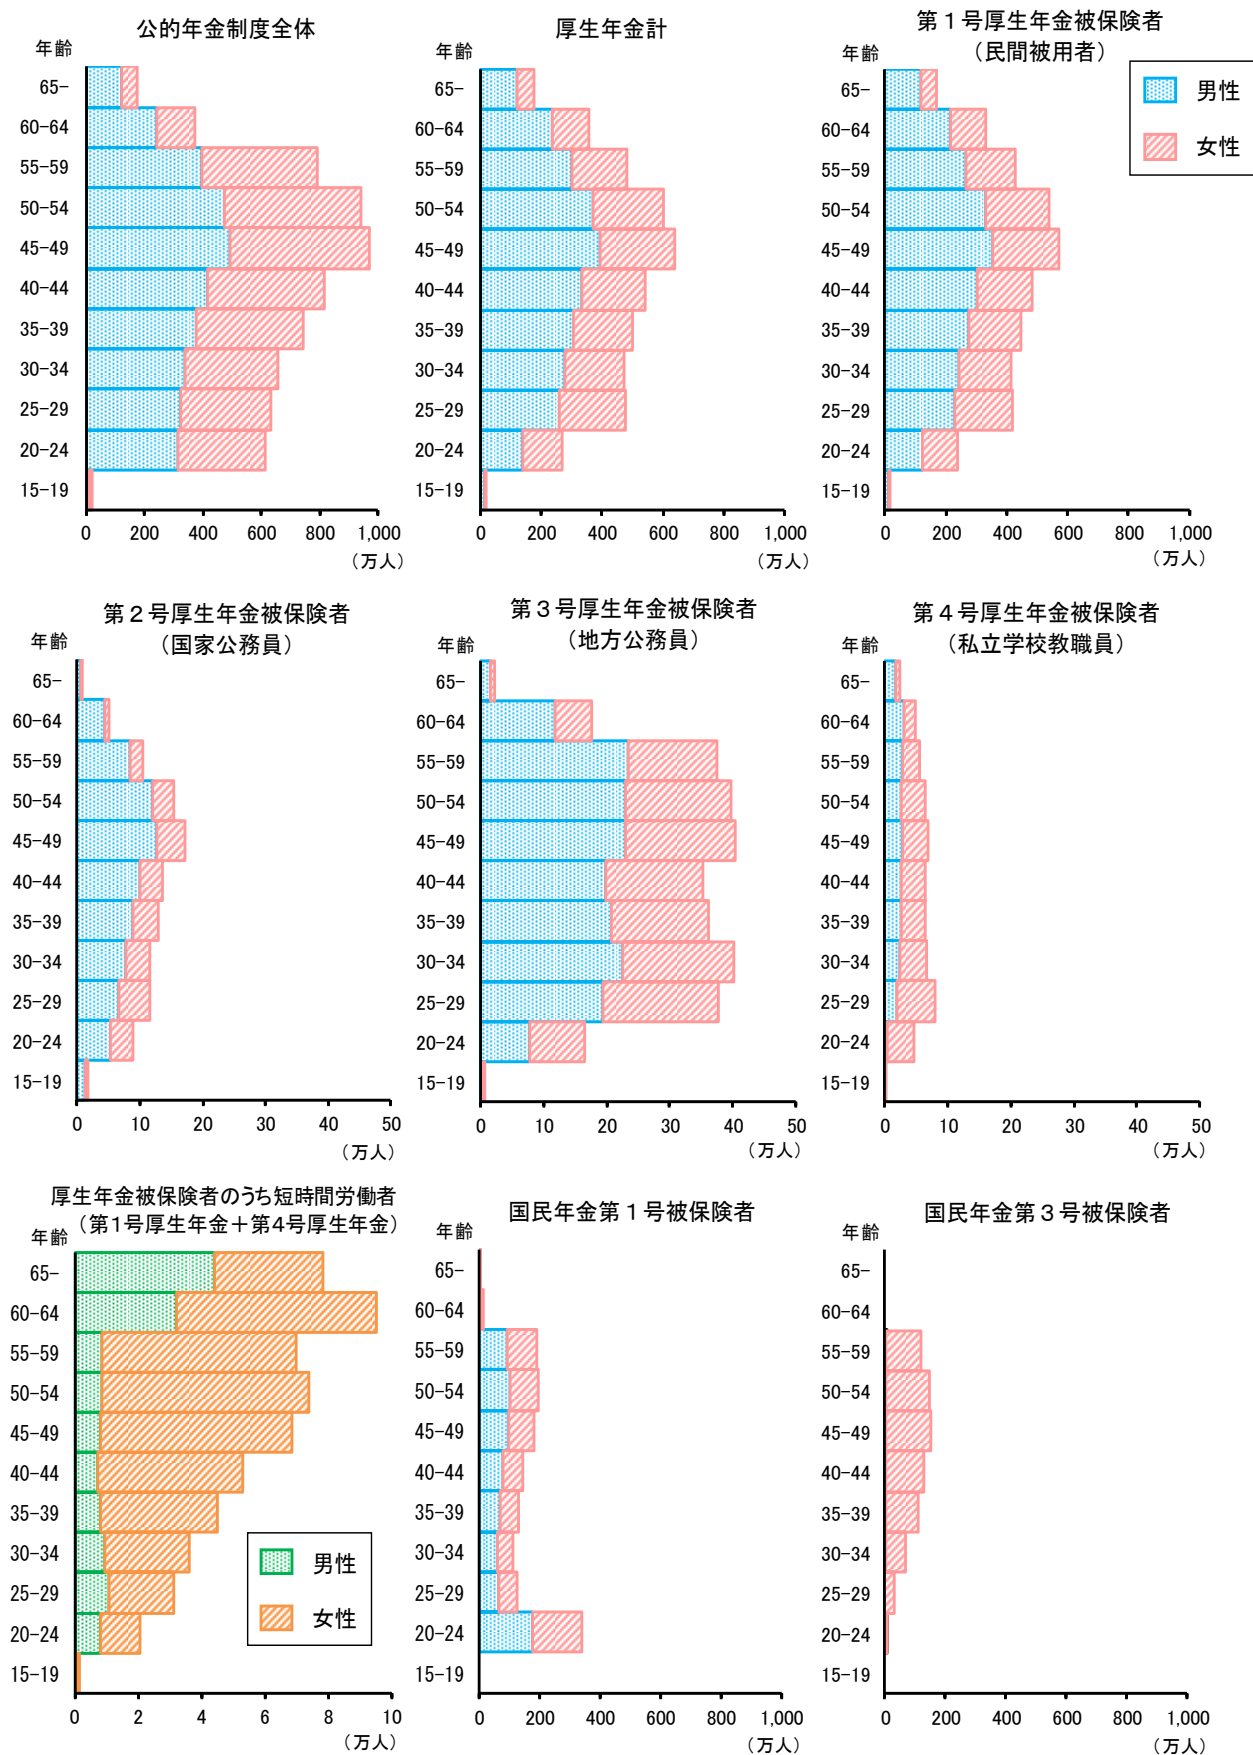 公的年金制度全体
年齢
65-
60-64
55-59
50-54
45-49
40-44
35-39
30-34
25-29
20-24
15-19
0 200 400 600 800 1,000
（万人）
厚生年金計
年齢
65-
60-64
55-59
50-54
45-49
40-44
35-39
30-34
25-29
20-24
15-19
0 200 400 600 800 1,000
（万人）
第１号厚生年金被保険者
（民間被用者）
年齢
男性
女性
65-
60-64
55-59
50-54
45-49
40-44
35-39
30-34
25-29
20-24
15-19
0 200 400 600 800 1,000
（万人）
第２号厚生年金被保険者
（国家公務員）
年齢
65-
60-64
55-59
50-54
45-49
40-44
35-39
30-34
25-29
20-24
15-19
0 10 20 30 40 50
（万人）
第３号厚生年金被保険者
（地方公務員）
年齢
65-
60-64
55-59
50-54
45-49
40-44
35-39
30-34
25-29
20-24
15-19
0 10 20 30 40 50
（万人）
第４号厚生年金被保険者
（私立学校教職員）
年齢
65-
60-64
55-59
50-54
45-49
40-44
35-39
30-34
25-29
20-24
15-19
0 10 20 30 40 50
（万人）
厚生年金被保険者のうち短時間労働者
（第1号厚生年金＋第4号厚生年金）
年齢
65-
60-64
55-59
50-54
45-49
40-44
35-39
30-34
25-29
20-24
15-19
男性
女性
0 2 4 6 8 10
（万人）
国民年金第１号被保険者
年齢
65-
60-64
55-59
50-54
45-49
40-44
35-39
30-34
25-29
20-24
15-19
0 200 400 600 800 1,000
（万人）
国民年金第３号被保険者
年齢
65-
60-64
55-59
50-54
45-49
40-44
35-39
30-34
25-29
20-24
15-19
0 200 400 600 800 1,000
（万人）